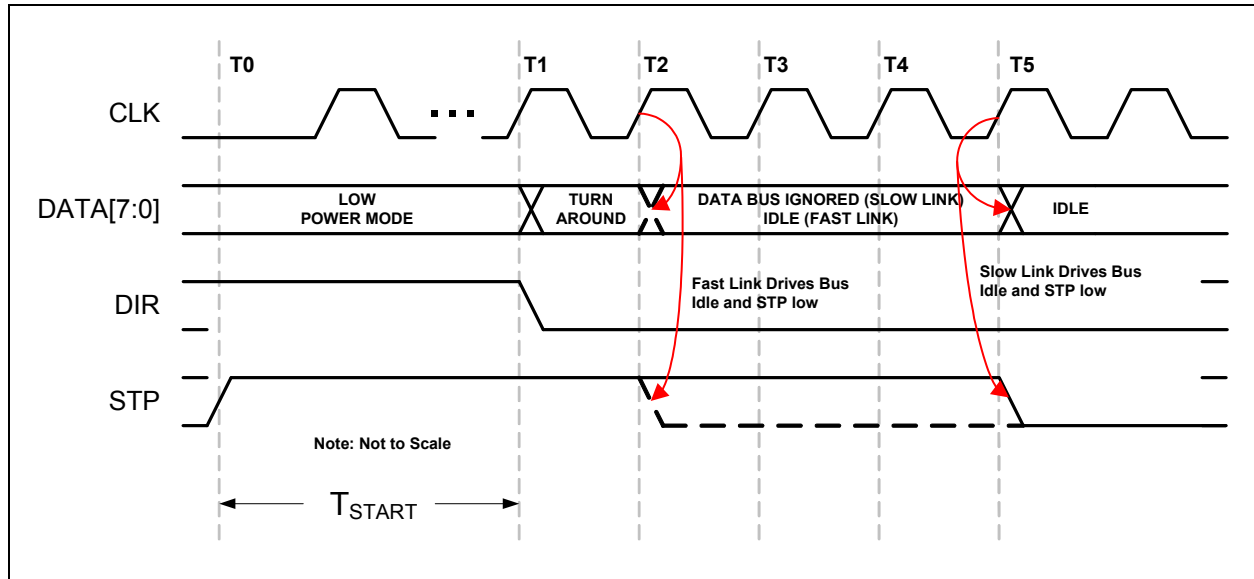 T0
T1
T2
T3
T4
T5
CLK
DATA[7:0]
LOW
POWER MODE
TURN
AROUND
DATA BUS IGNORED (SLOW LINK)
IDLE (FAST LINK)
IDLE
Fast Link Drives Bus
Idle and STP low
Slow Link Drives Bus
Idle and STP low
DIR
STP
Note: Not to Scale
TSTART